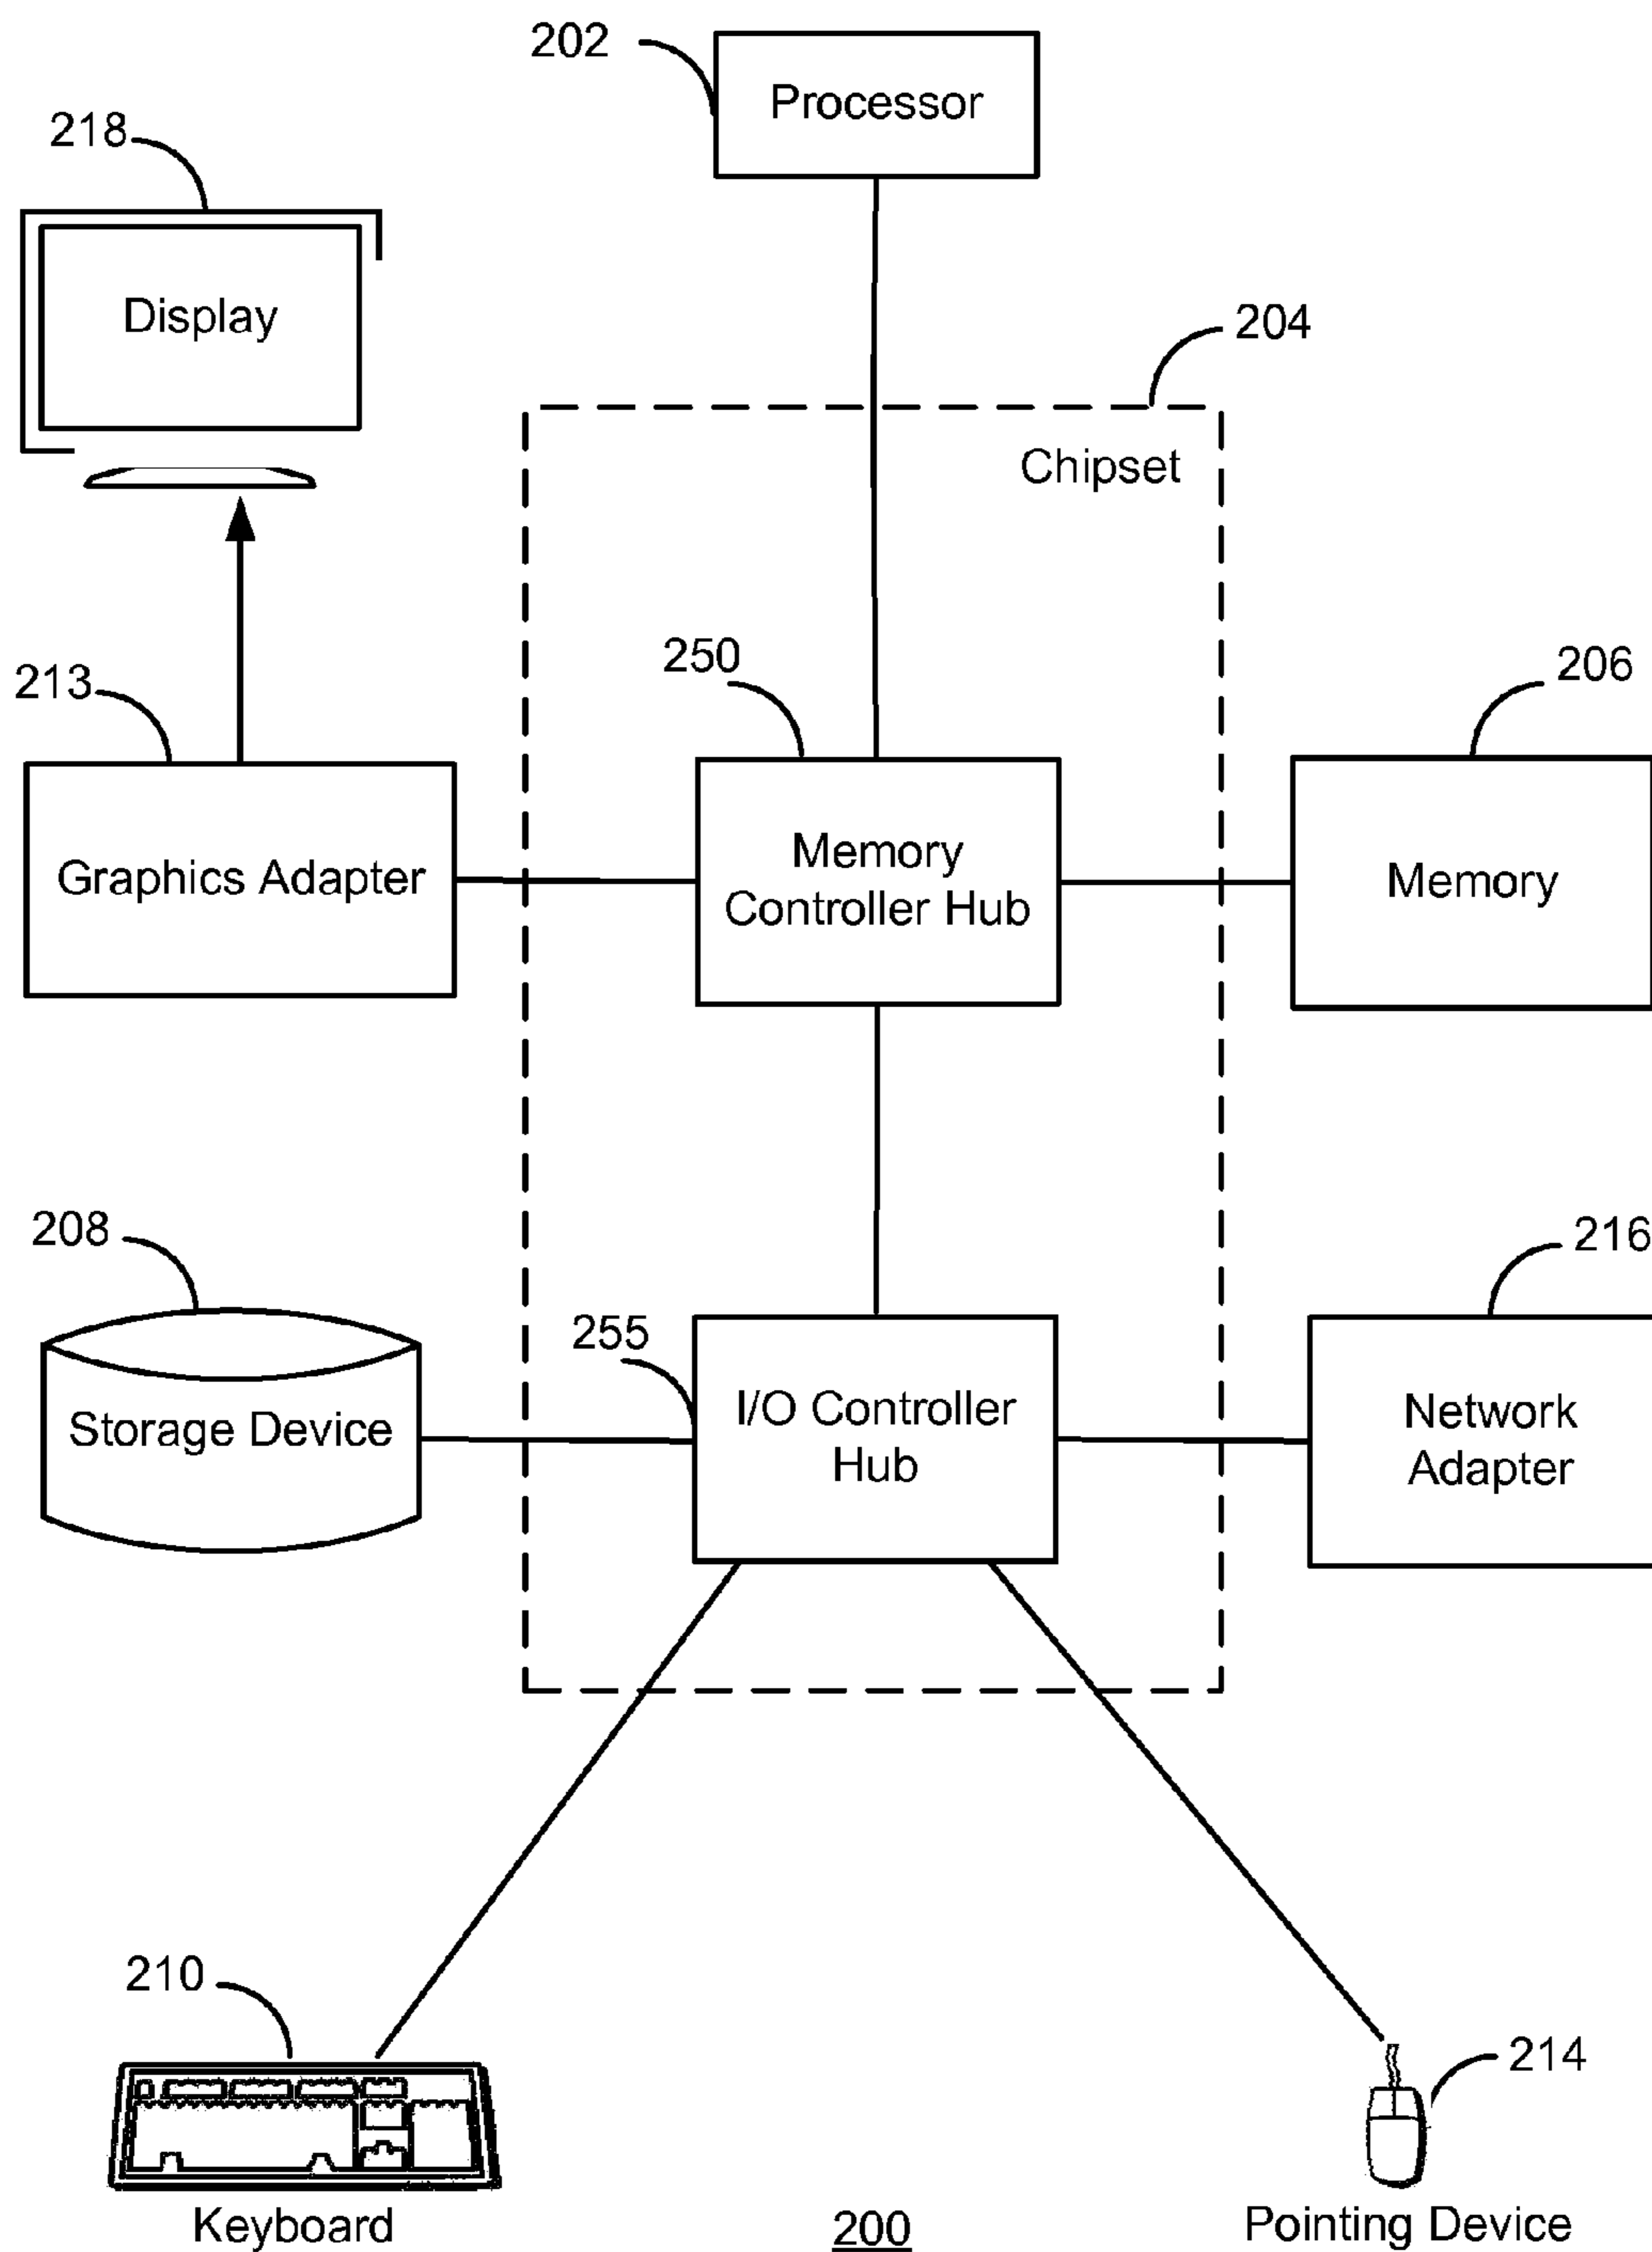 202
Processor
218
Display
204
Chipset
213
250
206
Graphics Adapter
Memory
Controller Hub
Memory
208
255
216
Storage Device
I/O Controller
Hub
Network
Adapter
210
214
Keyboard
200
Pointing Device